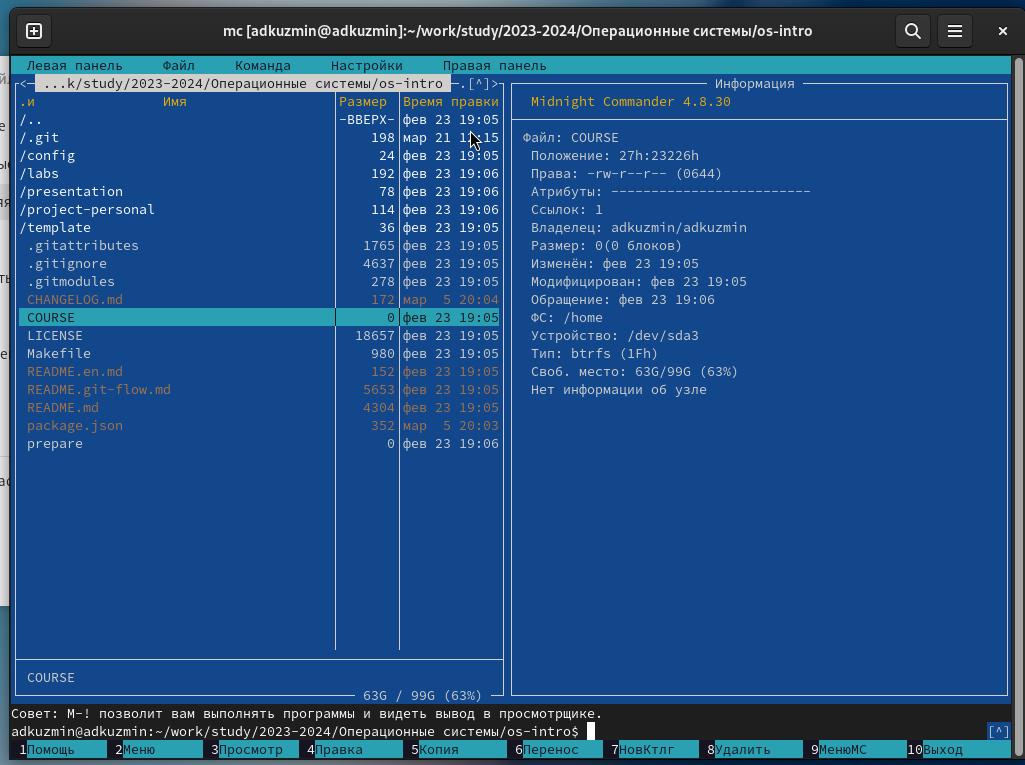 mc [adkuzmin@adkuzmin]:~/work/study/2023-2024/Операционные системы/os-intro
Левая панель Файл Команда Настройки Правая панель
<─ ...k/study/2023-2024/Операционные системы/os-intro ─.[^]>
.и Имя Размер Время правки
/.. -ВВЕРХ- фев 23 19:05
/.git 198 мар 21 :15
/config 24 фев 23 19:05
/labs 192 фев 23 19:06
/presentation 78 фев 23 19:06
/project-personal 114 фев 23 19:06
/template 36 фев 23 19:05
.gitattributes 1765 фев 23 19:05
.gitignore 4637 фев 23 19:05
.gitmodules 278 фев 23 19:05
CHANGELOG.md 172 мар 5 20:04
COURSE 0 фев 23 19:05
LICENSE 18657 фев 23 19:05
Makefile 980 фев 23 19:05
README.en.md 152 фев 23 19:05
README.git-flow.md 5653 фев 23 19:05
README.md 4304 фев 23 19:05
package.json 352 мар 5 20:03
prepare 0 фев 23 19:06
COURSE
63G / 99G (63%)
Информация
Midnight Commander 4.8.30
Файл: COURSE
Положение: 27h:23226h
Права: -rw-r--r-- (0644)
Атрибуты: -------------------------
Ссылок: 1
Владелец: adkuzmin/adkuzmin
Размер: 0(0 блоков)
Изменён: фев 23 19:05
Модифицирован: фев 23 19:05
Обращение: фев 23 19:06
ФС: /home
Устройство: /dev/sda3
Тип: btrfs (1Fh)
Своб. место: 63G/99G (63%)
Нет информации об узле
Совет: M-! позволит вам выполнять программы и видеть вывод в просмотрщике.
adkuzmin@adkuzmin:~/work/study/2023-2024/Операционные системы/os-intro$ [^]
1Помощь 2Меню 3Просмотр 4Правка 5Копия 6Перенос 7НовКтлг 8Удалить 9МенюMC 10Выход